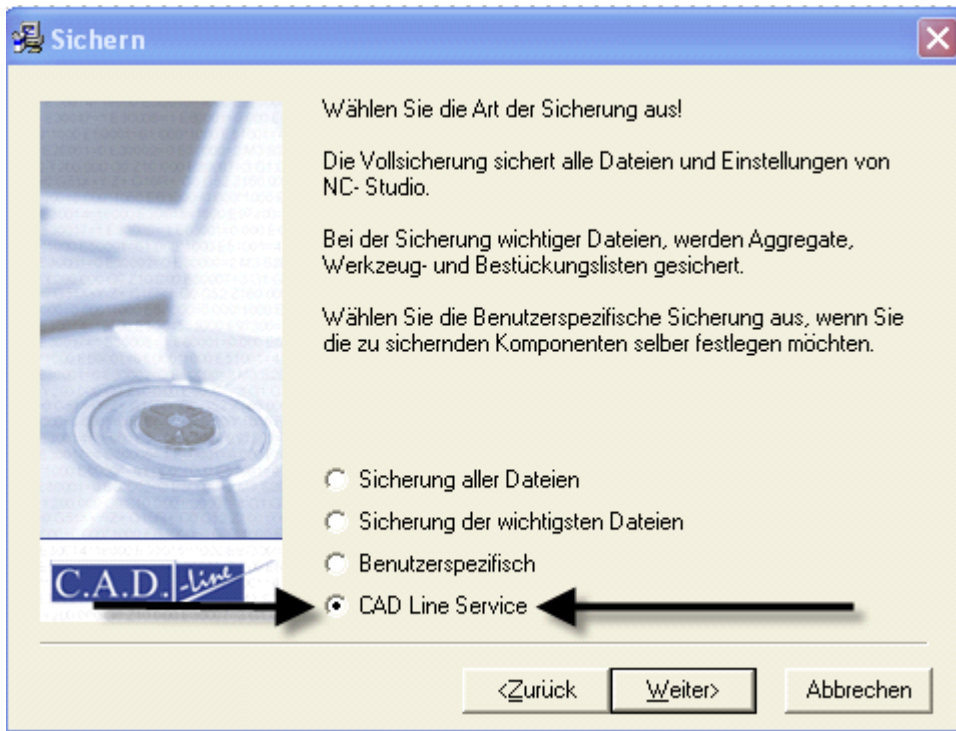 Sichern
Wählen Sie die Art der Sicherung aus!
Die Vollsicherung sichert alle Dateien und Einstellungen von
NC- Studio.
Bei der Sicherung wichtiger Dateien, werden Aggregate,
Werkzeug- und Bestückungslisten gesichert.
Wählen Sie die Benutzerspezifische Sicherung aus, wenn Sie
die zu sichernden Komponenten selber festlegen möchten.
Sicherung aller Dateien
Sicherung der wichtigsten Dateien
Benutzerspezifisch
C.A.D.-Line
CAD Line Service
<Zurück
Weiter>
Abbrechen